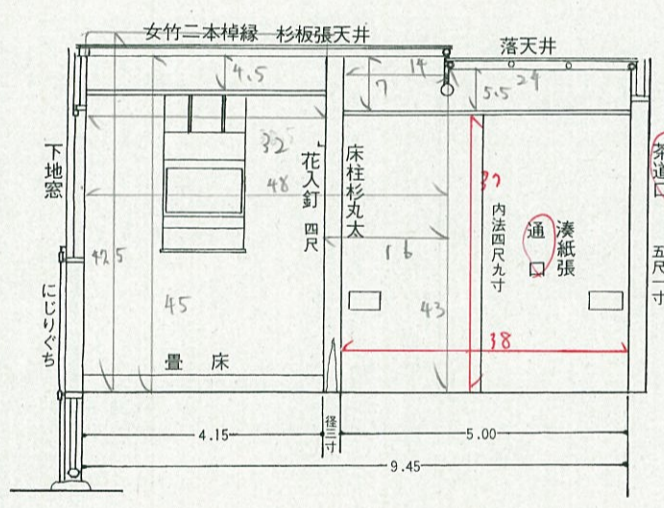 女竹二本棹縁 杉板張天井
落天井
4.5
7
14
24
5.5
下地窓
32
花入釘 四尺
床柱杉丸太
48
16
37
内法四尺九寸
通口
湊紙張
茶道口
五尺一寸
45
43
にじりぐち
38
畳 床
径三寸
4.15
5.00
9.45